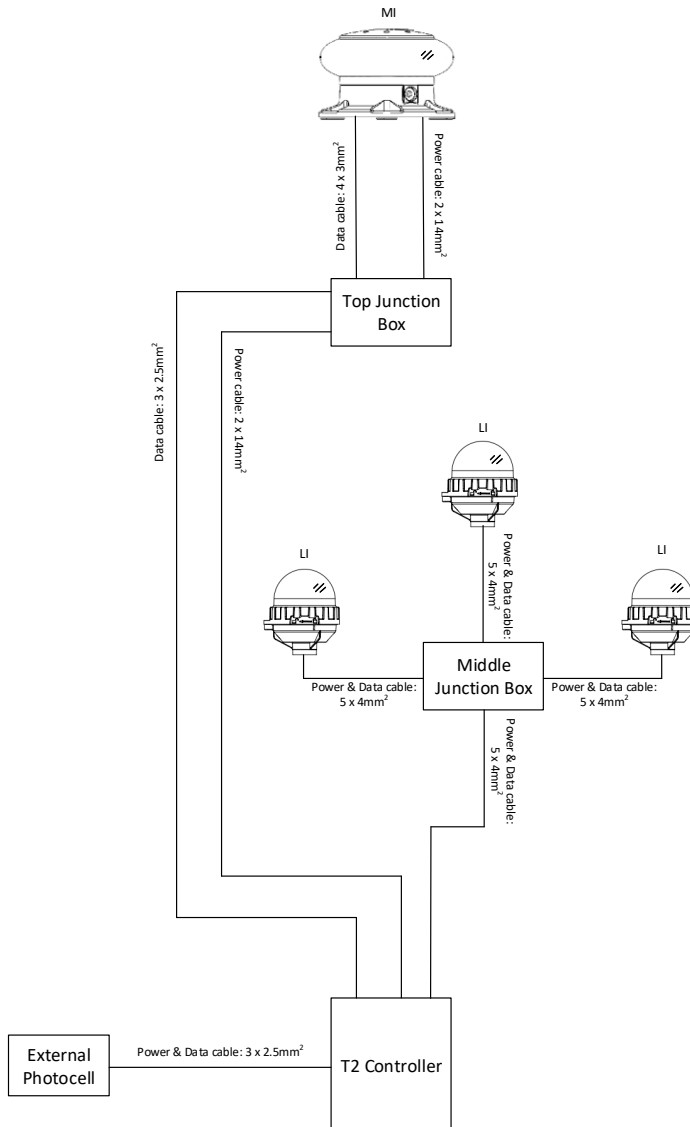 MI
Data cable: 4 x 3mm²
Power cable: 2 x 14mm²
Top Junction
Box
Data cable: 3 x 2.5mm²
Power cable: 2 x 14mm²
LI
Power & Data cable:
5 x 4mm²
LI
LI
Middle
Junction Box
Power & Data cable:
5 x 4mm²
Power & Data cable:
5 x 4mm²
Power & Data cable:
5 x 4mm²
External
Photocell
Power & Data cable: 3 x 2.5mm²
T2 Controller